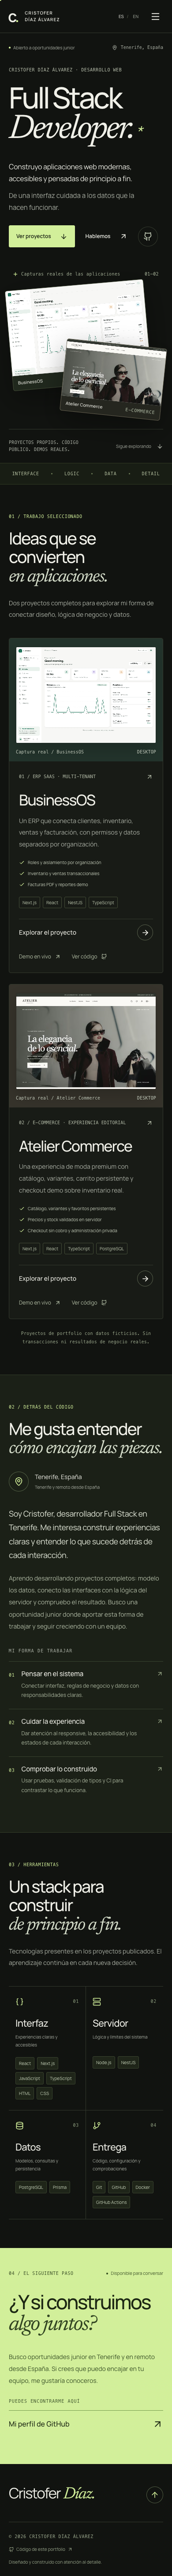 CRISTOFER
DÍAZ ÁLVAREZ
ES / EN
Abierto a oportunidades junior
Tenerife, España
CRISTOFER DÍAZ ÁLVAREZ · DESARROLLO WEB
Full Stack
Developer.*
Construyo aplicaciones web modernas,
accesibles y pensadas de principio a fin.
De una interfaz cuidada a los datos que la
hacen funcionar.
Ver proyectos
Hablemos
Capturas reales de las aplicaciones
01—02
BusinessOS
La elegancia
de lo esencial.
Atelier Commerce
E-COMMERCE
PROYECTOS PROPIOS. CÓDIGO
PÚBLICO. DEMOS REALES.
Sigue explorando
INTERFACE
LOGIC
DATA
DETAIL
01 / TRABAJO SELECCIONADO
Ideas que se
convierten
en aplicaciones.
Dos proyectos completos para explorar mi forma de
conectar diseño, lógica de negocio y datos.
Captura real / BusinessOS
DESKTOP
01 / ERP SAAS · MULTI-TENANT
BusinessOS
Un ERP que conecta clientes, inventario,
ventas y facturación, con permisos y datos
separados por organización.
Roles y aislamiento por organización
Inventario y ventas transaccionales
Facturas PDF y reportes demo
Next.js
React
NestJS
TypeScript
Explorar el proyecto
Demo en vivo
Ver código
ATELIER
La elegancia
de lo esencial.
Captura real / Atelier Commerce
DESKTOP
02 / E-COMMERCE · EXPERIENCIA EDITORIAL
Atelier Commerce
Una experiencia de moda premium con
catálogo, variantes, carrito persistente y
checkout demo con inventario real.
Catálogo, variantes y favoritos persistentes
Precios y stock validados en servidor
Checkout sin cobro y administración privada
Next.js
React
TypeScript
PostgreSQL
Explorar el proyecto
Demo en vivo
Ver código
Proyectos de portfolio con datos ficticios. Sin
transacciones ni resultados de negocio reales.
02 / DETRÁS DEL CÓDIGO
Me gusta entender
cómo encajan las piezas.
Tenerife, España
Tenerife y remoto desde España
Soy Cristofer, desarrollador Full Stack en
Tenerife. Me interesa construir experiencias
claras y entender lo que sucede detrás de
cada interacción.
Aprendo desarrollando proyectos completos: modelo
los datos, conecto las interfaces con la lógica del
servidor y compruebo el resultado. Busco una
oportunidad junior donde aportar esta forma de
trabajar y seguir creciendo con un equipo.
MI FORMA DE TRABAJAR
01
Pensar en el sistema
Conectar interfaz, reglas de negocio y datos con
responsabilidades claras.
02
Cuidar la experiencia
Dar atención al responsive, la accesibilidad y los
estados de cada interacción.
03
Comprobar lo construido
Usar pruebas, validación de tipos y CI para
contrastar lo que funciona.
03 / HERRAMIENTAS
Un stack para
construir
de principio a fin.
Tecnologías presentes en los proyectos publicados. El
aprendizaje continúa en cada nueva decisión.
01
Interfaz
Experiencias claras y
accesibles
React
Next.js
JavaScript
TypeScript
HTML
CSS
02
Servidor
Lógica y límites del sistema
Node.js
NestJS
03
Datos
Modelos, consultas y
persistencia
PostgreSQL
Prisma
04
Entrega
Código, configuración y
comprobaciones
Git
GitHub
Docker
GitHub Actions
04 / EL SIGUIENTE PASO
Disponible para conversar
¿Y si construimos
algo juntos?
Busco oportunidades junior en Tenerife y en remoto
desde España. Si crees que puedo encajar en tu
equipo, me gustaría conoceros.
PUEDES ENCONTRARME AQUÍ
Mi perfil de GitHub
Cristofer Díaz.
© 2026 CRISTOFER DÍAZ ÁLVAREZ
Código de este portfolio
Diseñado y construido con atención al detalle.